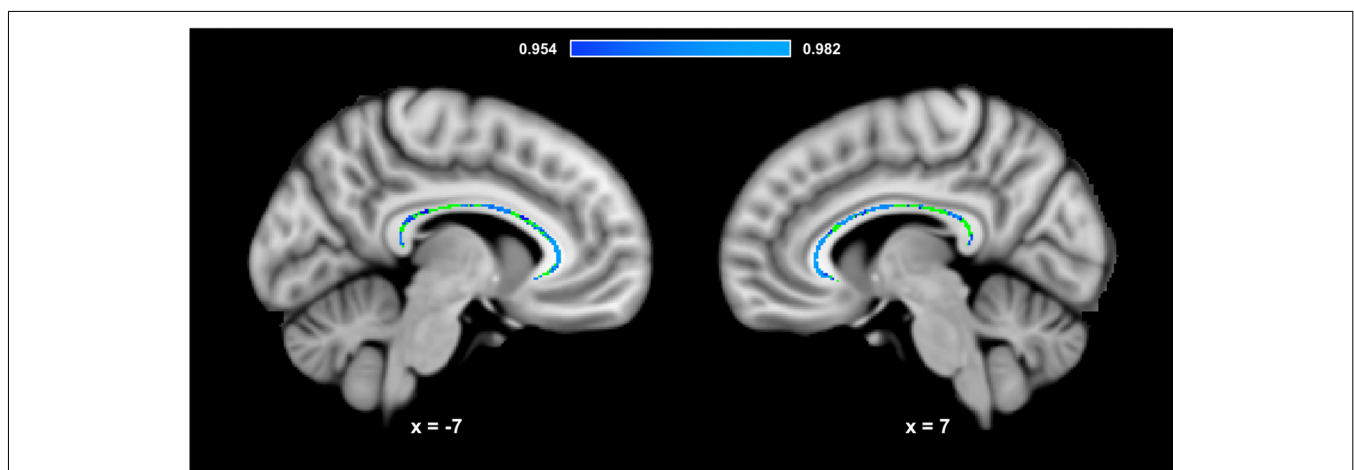 0.954 0.982
x = -7 x = 7